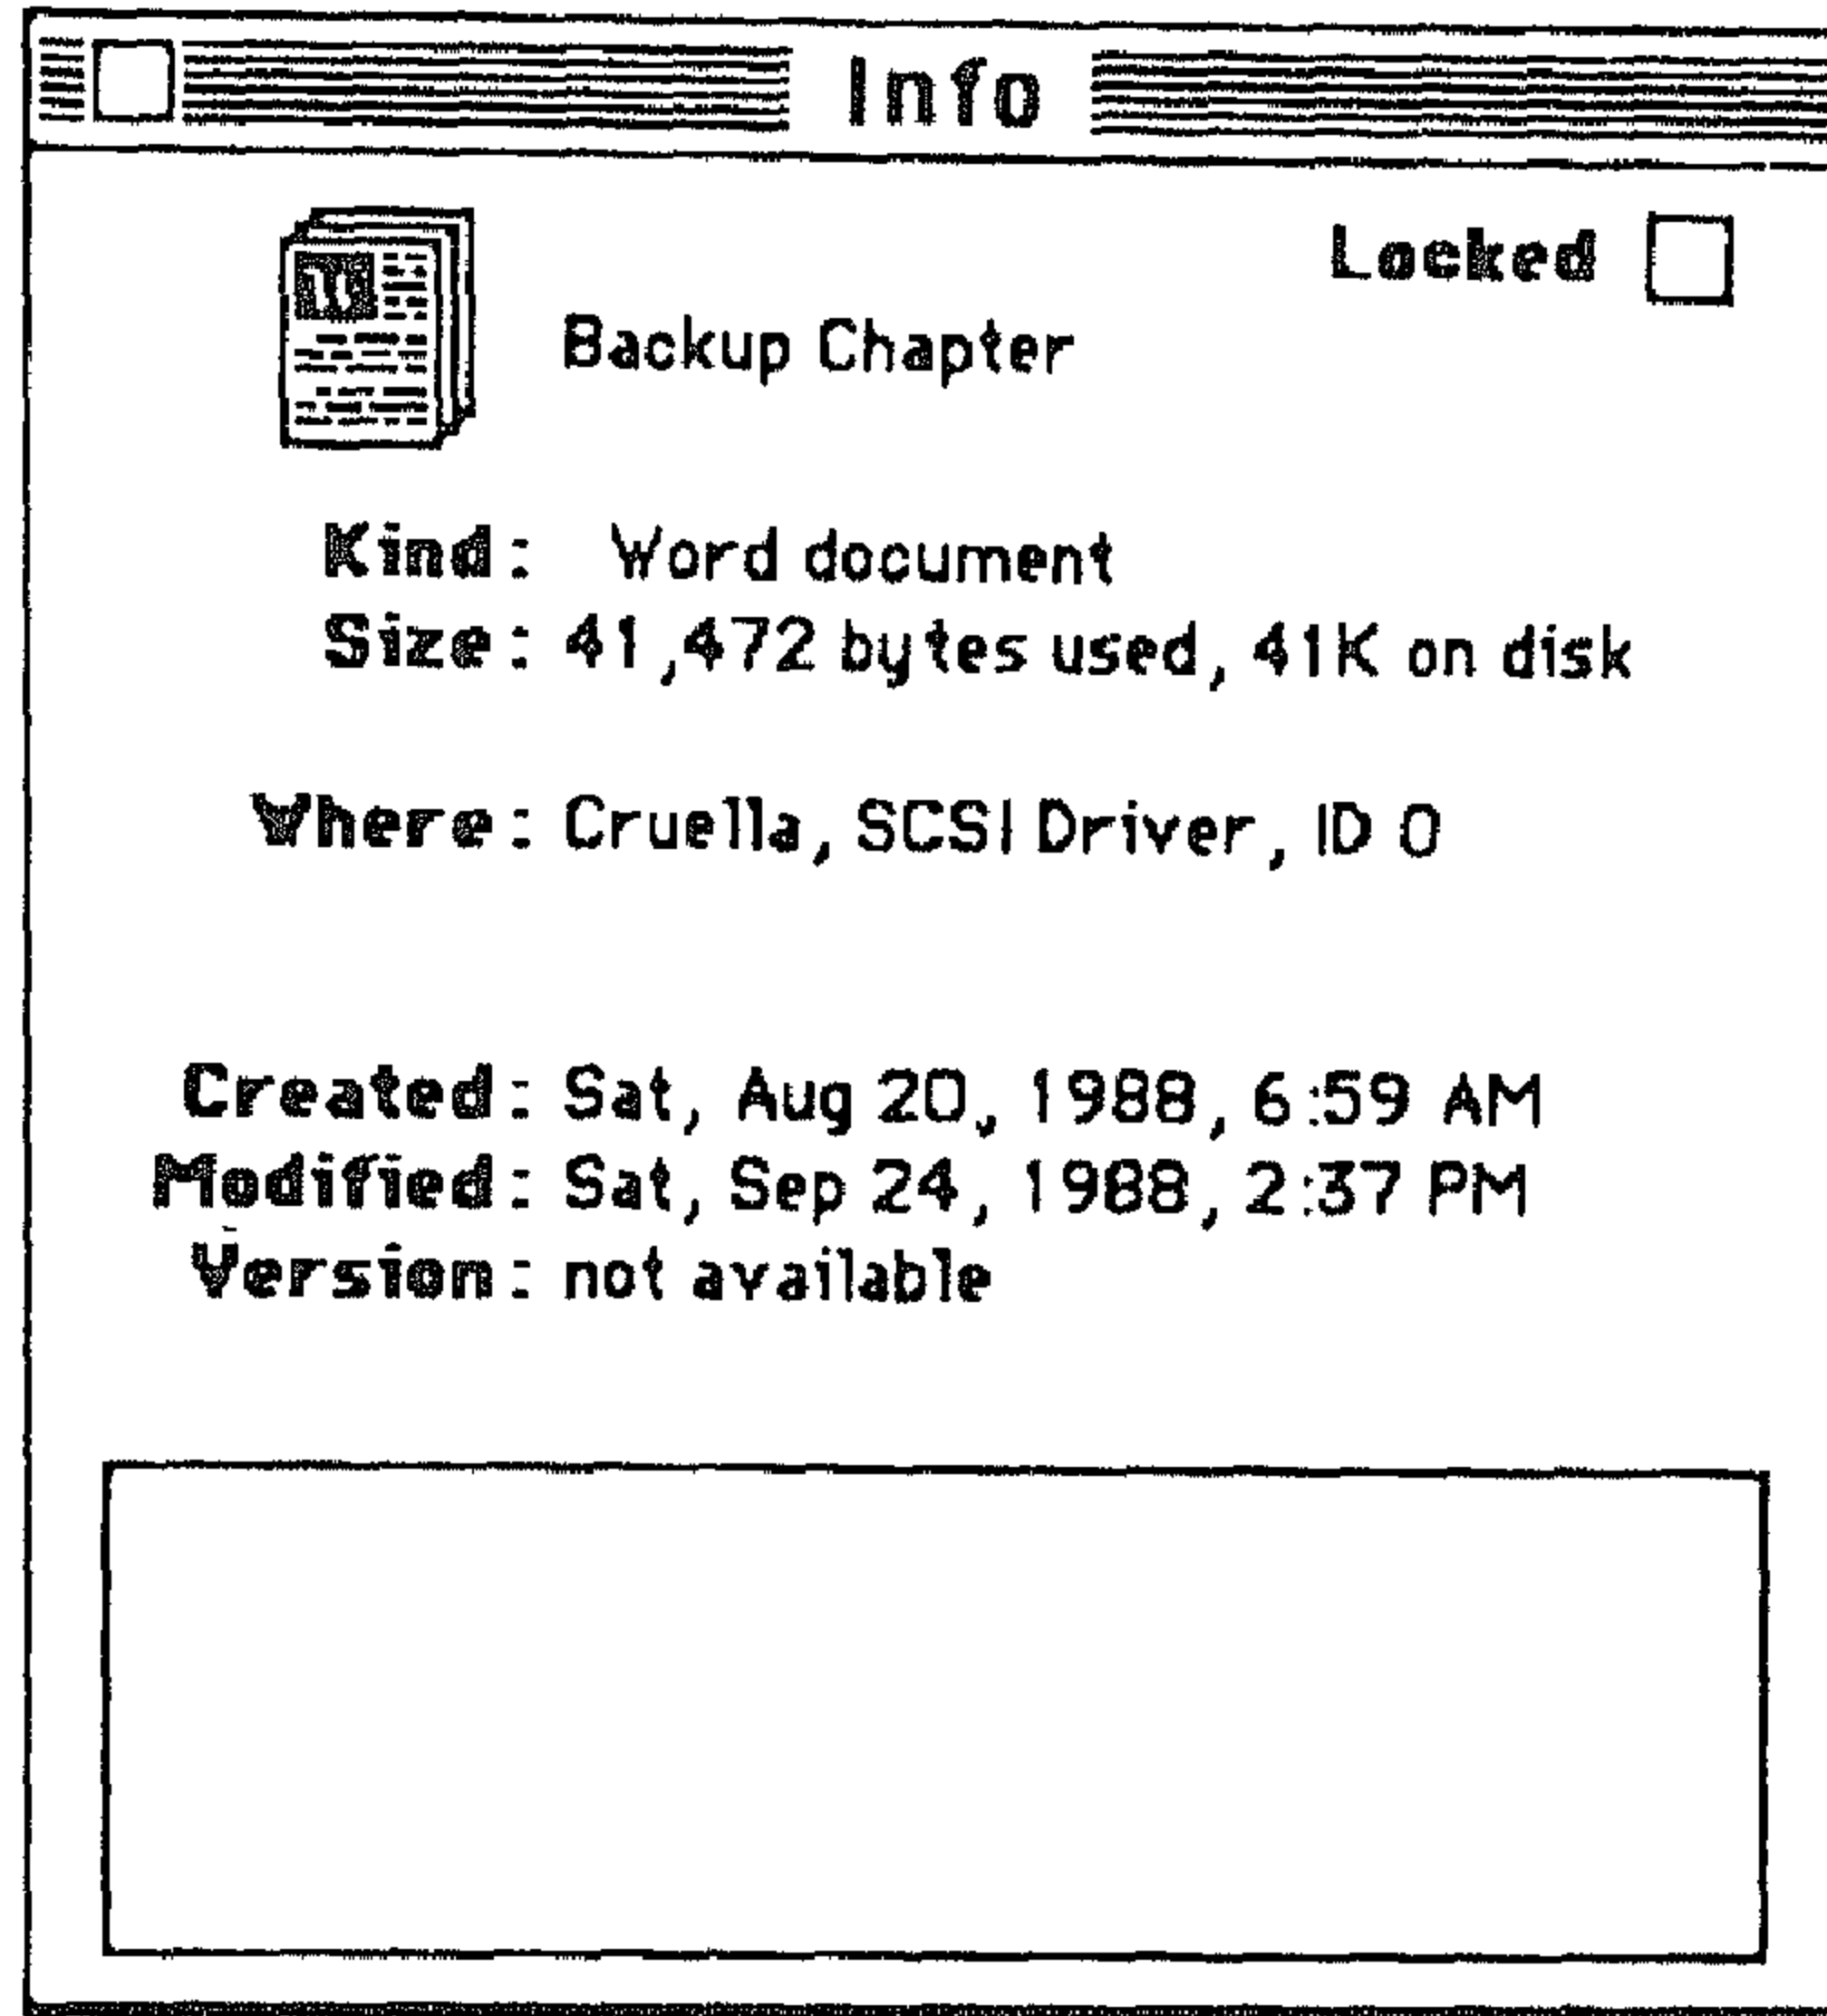 Info
Locked
Backup Chapter
Kind: Word document
Size: 41,472 bytes used, 41K on disk
Where: Cruella, SCSI Driver, ID 0
Created: Sat, Aug 20, 1988, 6:59 AM
Modified: Sat, Sep 24, 1988, 2:37 PM
Version: not available